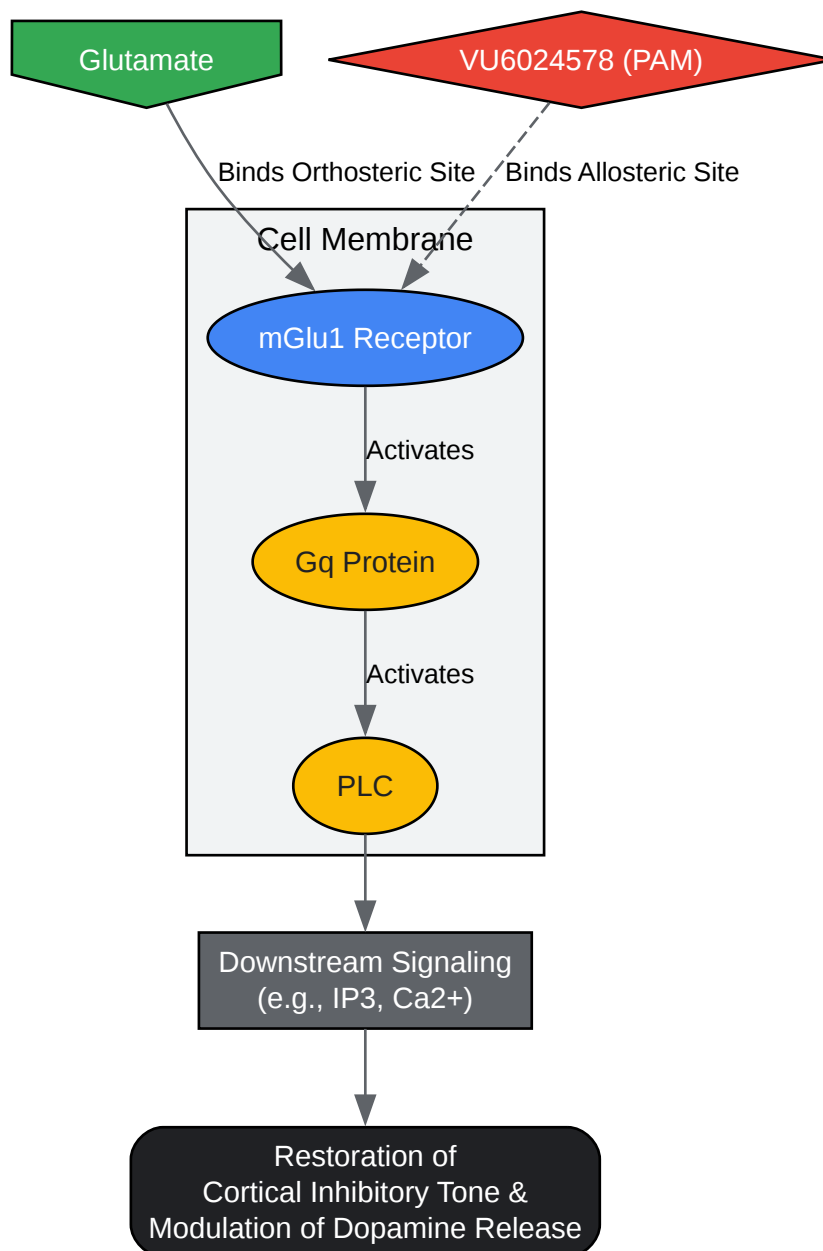 Glutamate
VU6024578 (PAM)
Binds Orthosteric Site
Binds Allosteric Site
Cell Membrane
mGlu1 Receptor
Activates
Gq Protein
Activates
PLC
Downstream Signaling
(e.g., IP3, Ca2+)
Restoration of
Cortical Inhibitory Tone &
Modulation of Dopamine Release